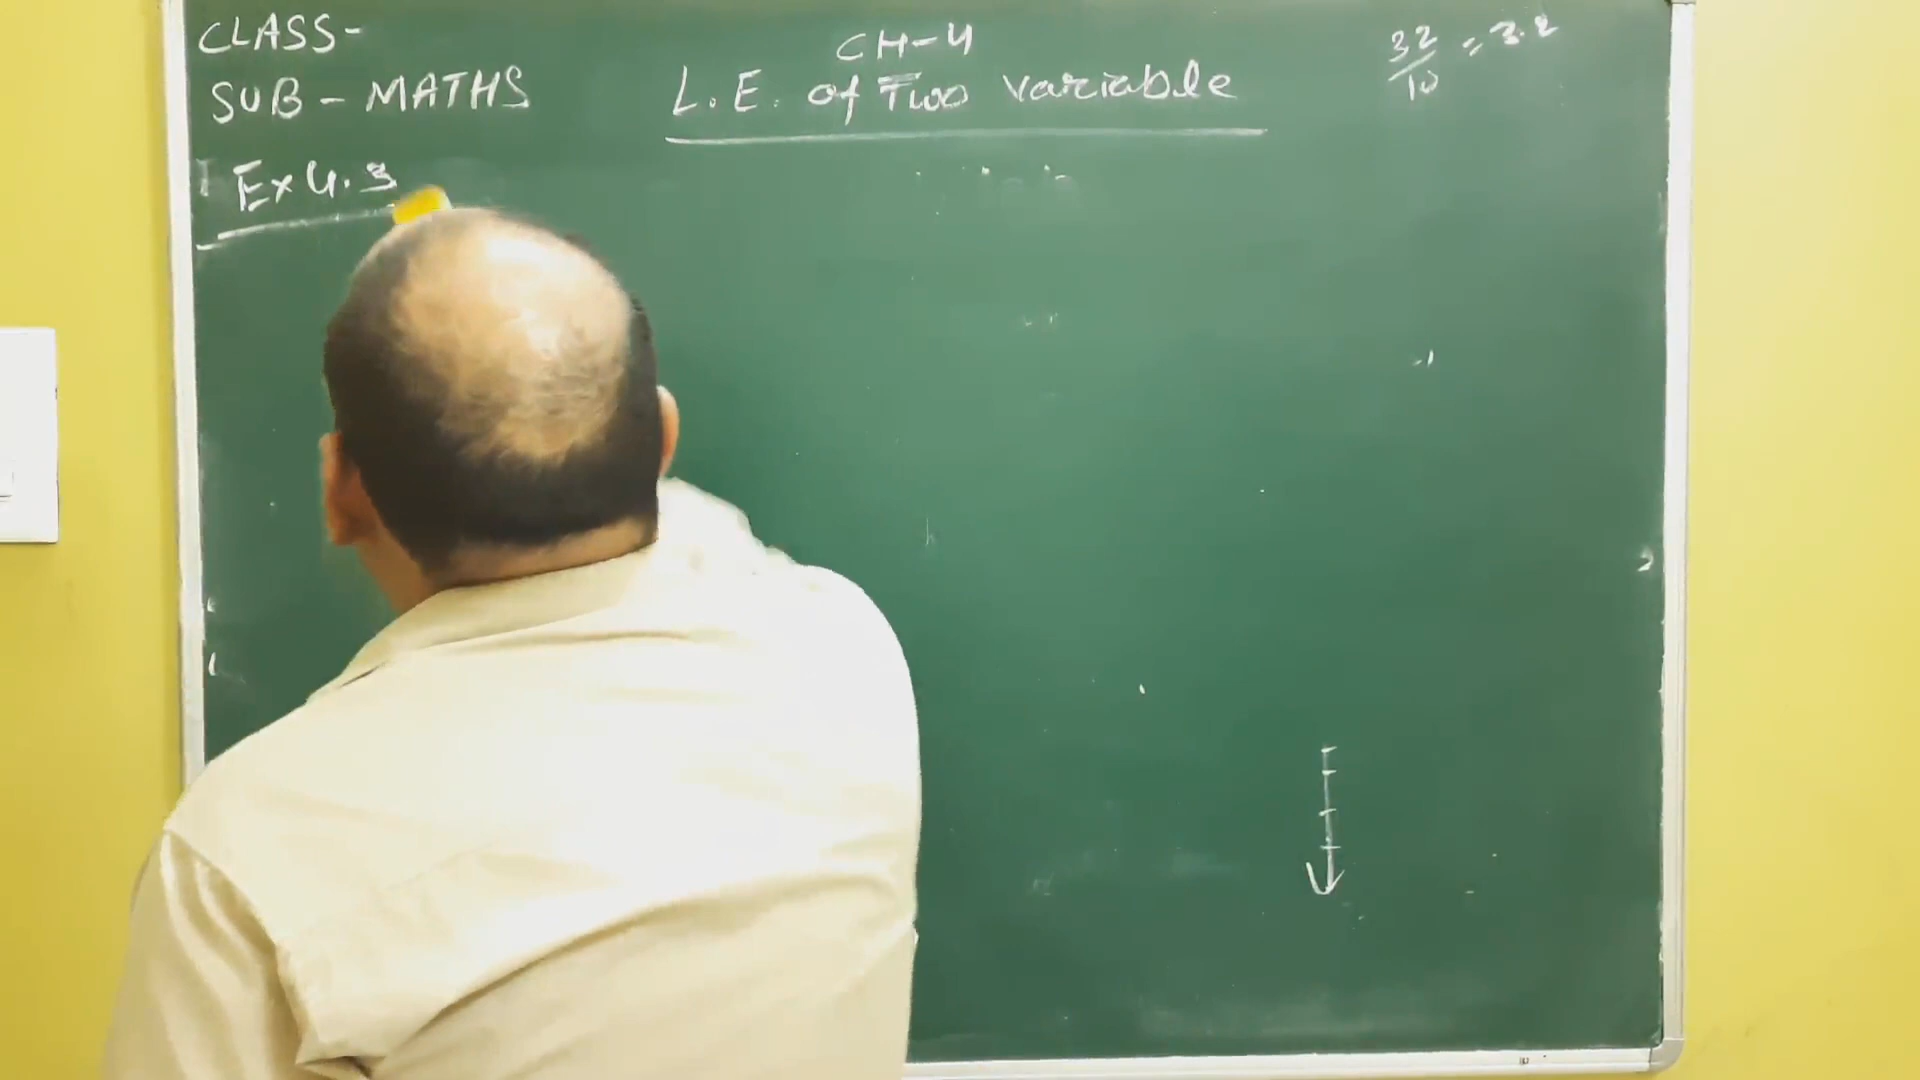 CLASS-
SUB - MATHS
CH-4
L.E. of Two variable
32/10 = 3.2
Ex 4.3